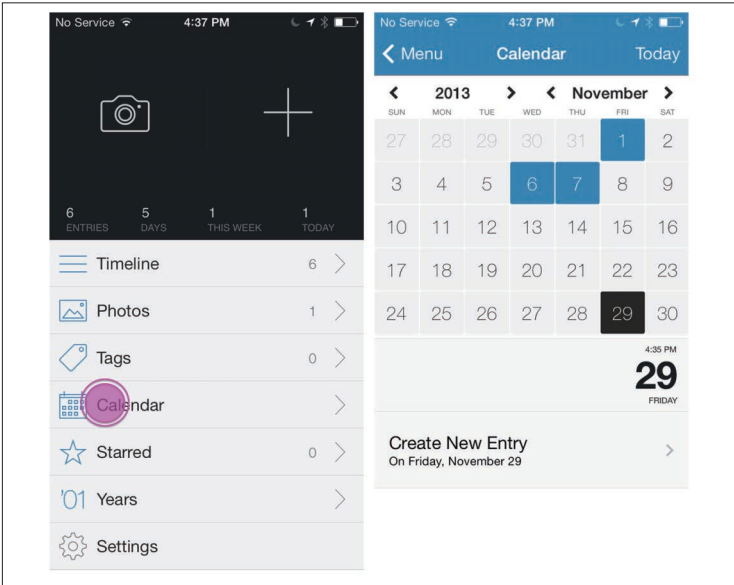 No Service 4:37 PM
6 5 1 1
ENTRIES DAYS THIS WEEK TODAY
Timeline 6
Photos 1
Tags 0
Calendar
Starred 0
'01 Years
Settings
No Service 4:37 PM
Menu Calendar Today
2013 November
SUN MON TUE WED THU FRI SAT
27 28 29 30 31 1 2
3 4 5 6 7 8 9
10 11 12 13 14 15 16
17 18 19 20 21 22 23
24 25 26 27 28 29 30
4:35 PM
29
FRIDAY
Create New Entry
On Friday, November 29